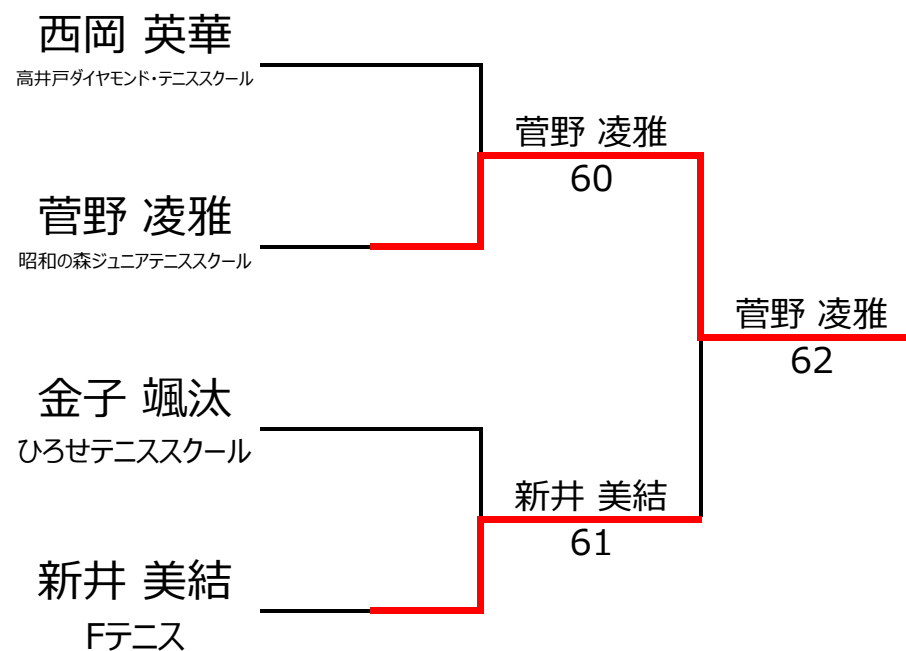 西岡 英華
高井戸ダイヤモンド・テニススクール
菅野 凌雅
60
菅野 凌雅
昭和の森ジュニアテニススクール
菅野 凌雅
62
金子 颯汰
ひろせテニススクール
新井 美結
61
新井 美結
Fテニス